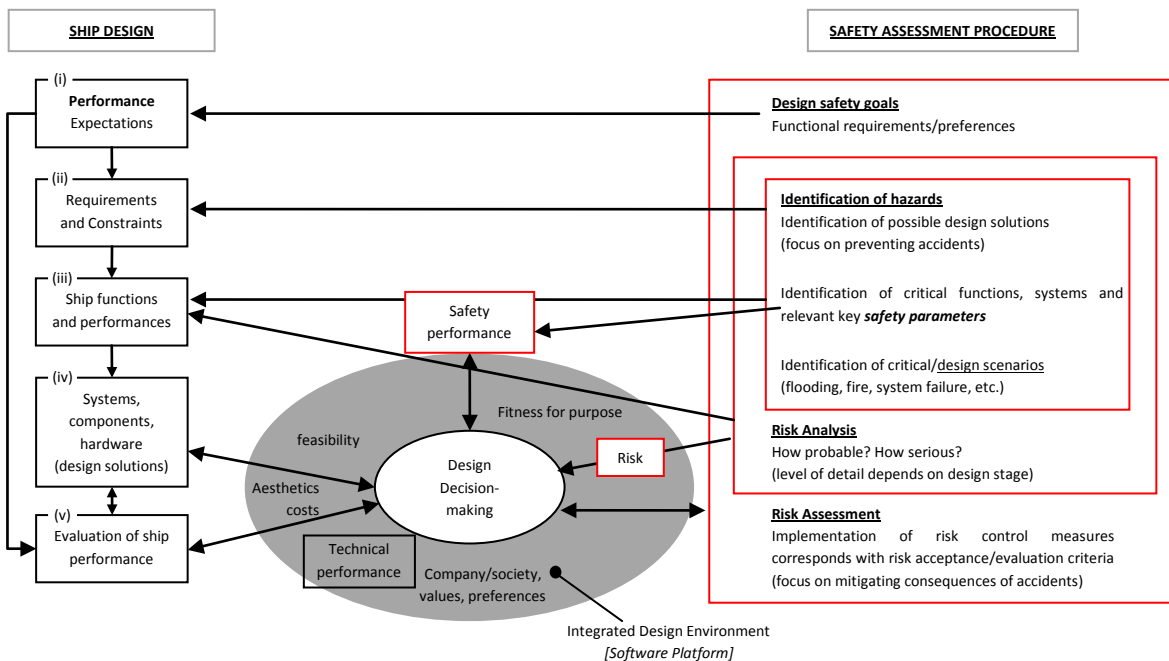 SHIP DESIGN
SAFETY ASSESSMENT PROCEDURE
(i)
Performance
Expectations
(ii)
Requirements
and Constraints
(iii)
Ship functions
and performances
(iv)
Systems,
components,
hardware
(design solutions)
(v)
Evaluation of ship
performance
Safety
performance
Fitness for purpose
feasibility
Risk
Design
Decision-
making
Aesthetics
costs
Technical
performance
Company/society,
values, preferences
Integrated Design Environment
[Software Platform]
Design safety goals
Functional requirements/preferences
Identification of hazards
Identification of possible design solutions
(focus on preventing accidents)
Identification of critical functions, systems and
relevant key safety parameters
Identification of critical/design scenarios
(flooding, fire, system failure, etc.)
Risk Analysis
How probable? How serious?
(level of detail depends on design stage)
Risk Assessment
Implementation of risk control measures
corresponds with risk acceptance/evaluation criteria
(focus on mitigating consequences of accidents)